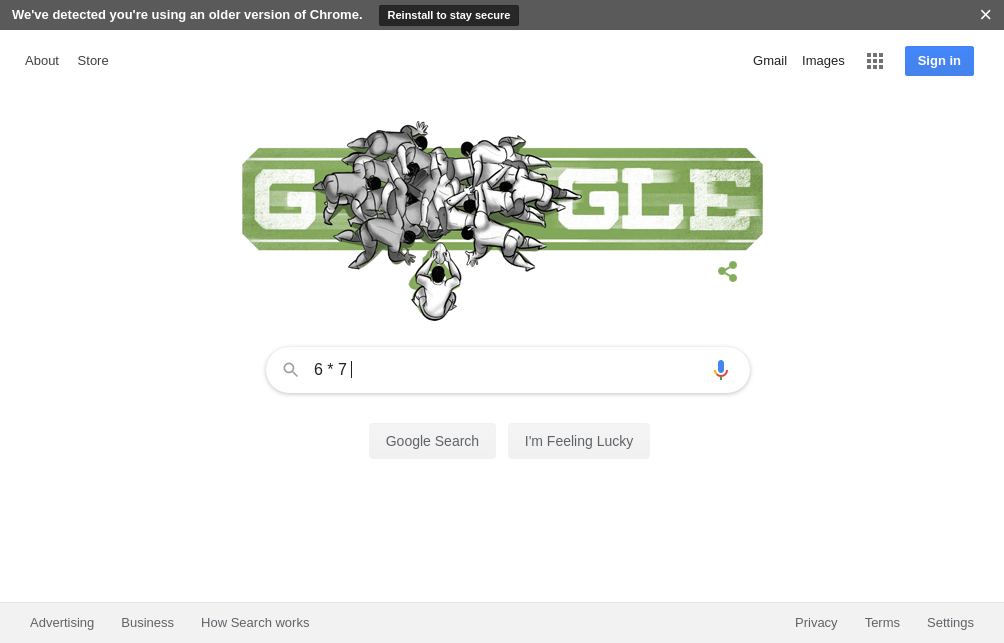 We've detected you're using an older version of Chrome. Reinstall to stay secure
About Store Gmail Images Sign in
G GLE
6 * 7
Google Search I'm Feeling Lucky
Advertising Business How Search works Privacy Terms Settings